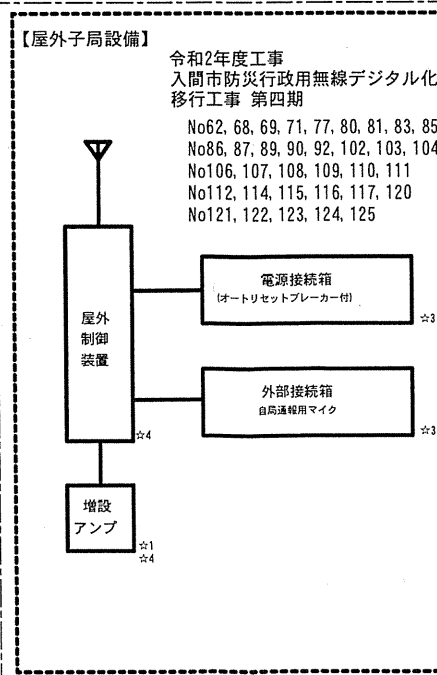 【屋外子局設備】
令和2年度工事
入間市防災行政用無線デジタル化
移行工事 第四期
No62, 68, 69, 71, 77, 80, 81, 83, 85
No86, 87, 89, 90, 92, 102, 103, 104
No106, 107, 108, 109, 110, 111
No112, 114, 115, 116, 117, 120
No121, 122, 123, 124, 125
電源接続箱
(オートリセットブレーカー付)
☆3
屋外
制御
装置
☆4
外部接続箱
自局通報用マイク
☆3
増設
アンプ
☆1
☆4